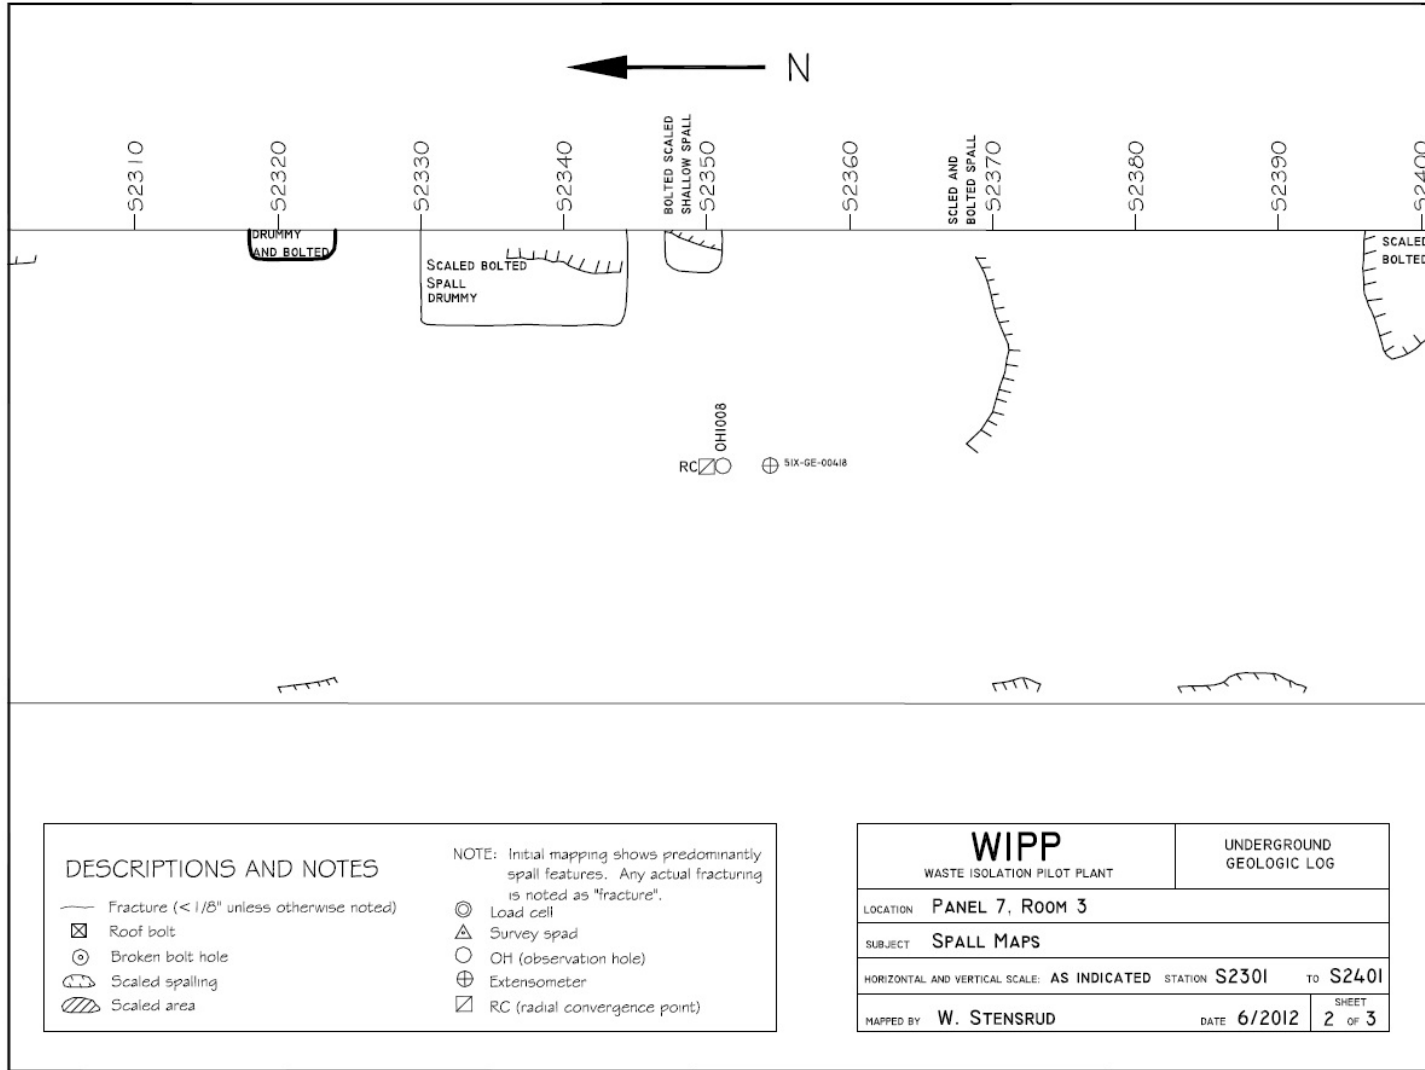 N
S2310
S2320
S2330
S2340
BOLTED SCALED
SHALLOW SPALL
S2350
S2360
SCLED AND
BOLTED SPALL
S2370
S2380
S2390
S2400
DRUMMY
AND BOLTED
SCALED BOLTED
SPALL
DRUMMY
SCALED
BOLTED
OH1008
RC
51X-GE-00418
DESCRIPTIONS AND NOTES
Fracture (< 1/8" unless otherwise noted)
Roof bolt
Broken bolt hole
Scaled spalling
Scaled area
NOTE: Initial mapping shows predominantly
spall features. Any actual fracturing
is noted as "fracture".
Load cell
Survey spad
OH (observation hole)
Extensometer
RC (radial convergence point)
WIPP
WASTE ISOLATION PILOT PLANT
UNDERGROUND
GEOLOGIC LOG
LOCATION PANEL 7, ROOM 3
SUBJECT SPALL MAPS
HORIZONTAL AND VERTICAL SCALE: AS INDICATED STATION S2301 TO S2401
MAPPED BY W. STENSRUD DATE 6/2012
SHEET
2 OF 3